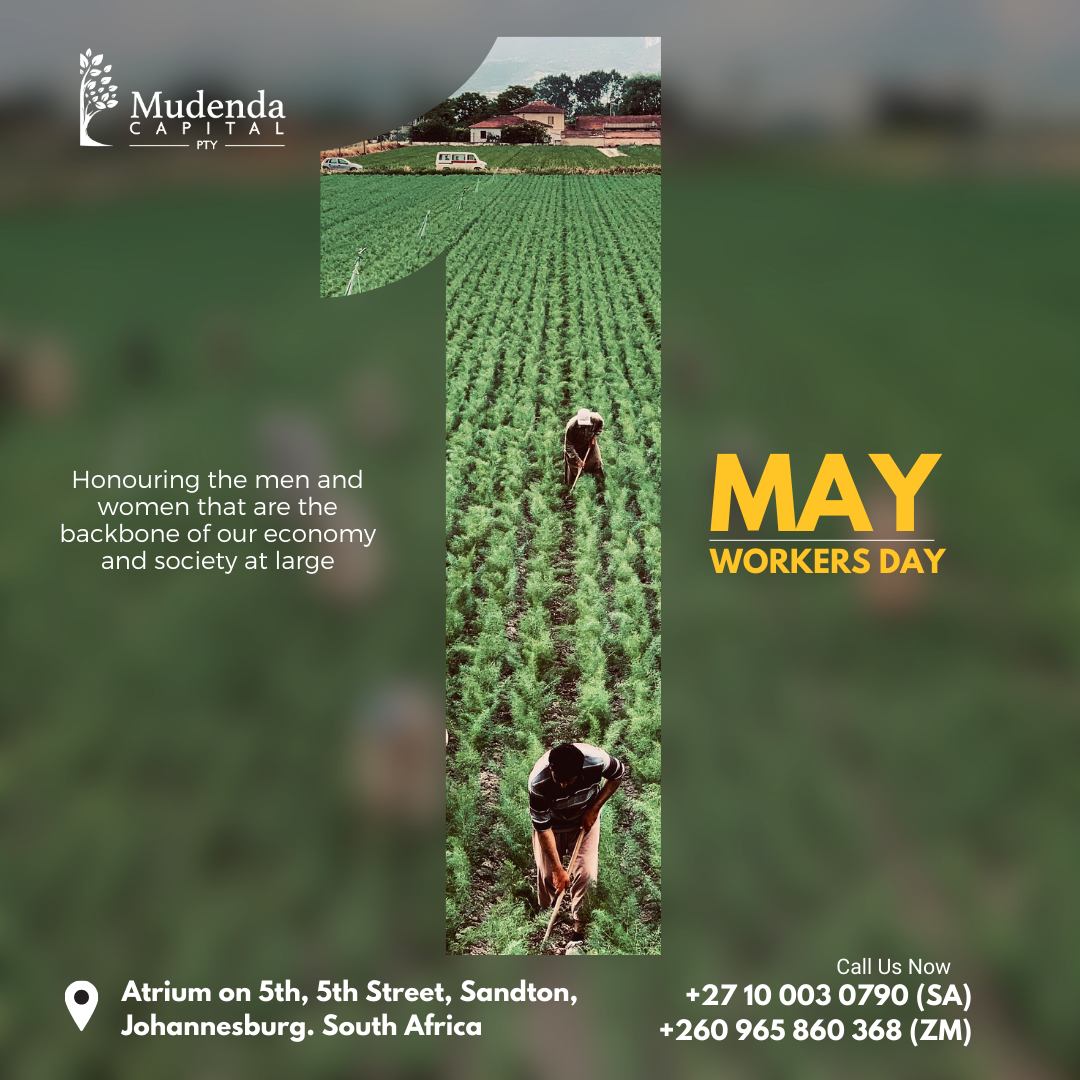 Mudenda
CAPITAL
PTY
1
Honouring the men and
women that are the
backbone of our economy
and society at large
MAY
WORKERS DAY
Atrium on 5th, 5th Street, Sandton,
Johannesburg. South Africa
Call Us Now
+27 10 003 0790 (SA)
+260 965 860 368 (ZM)